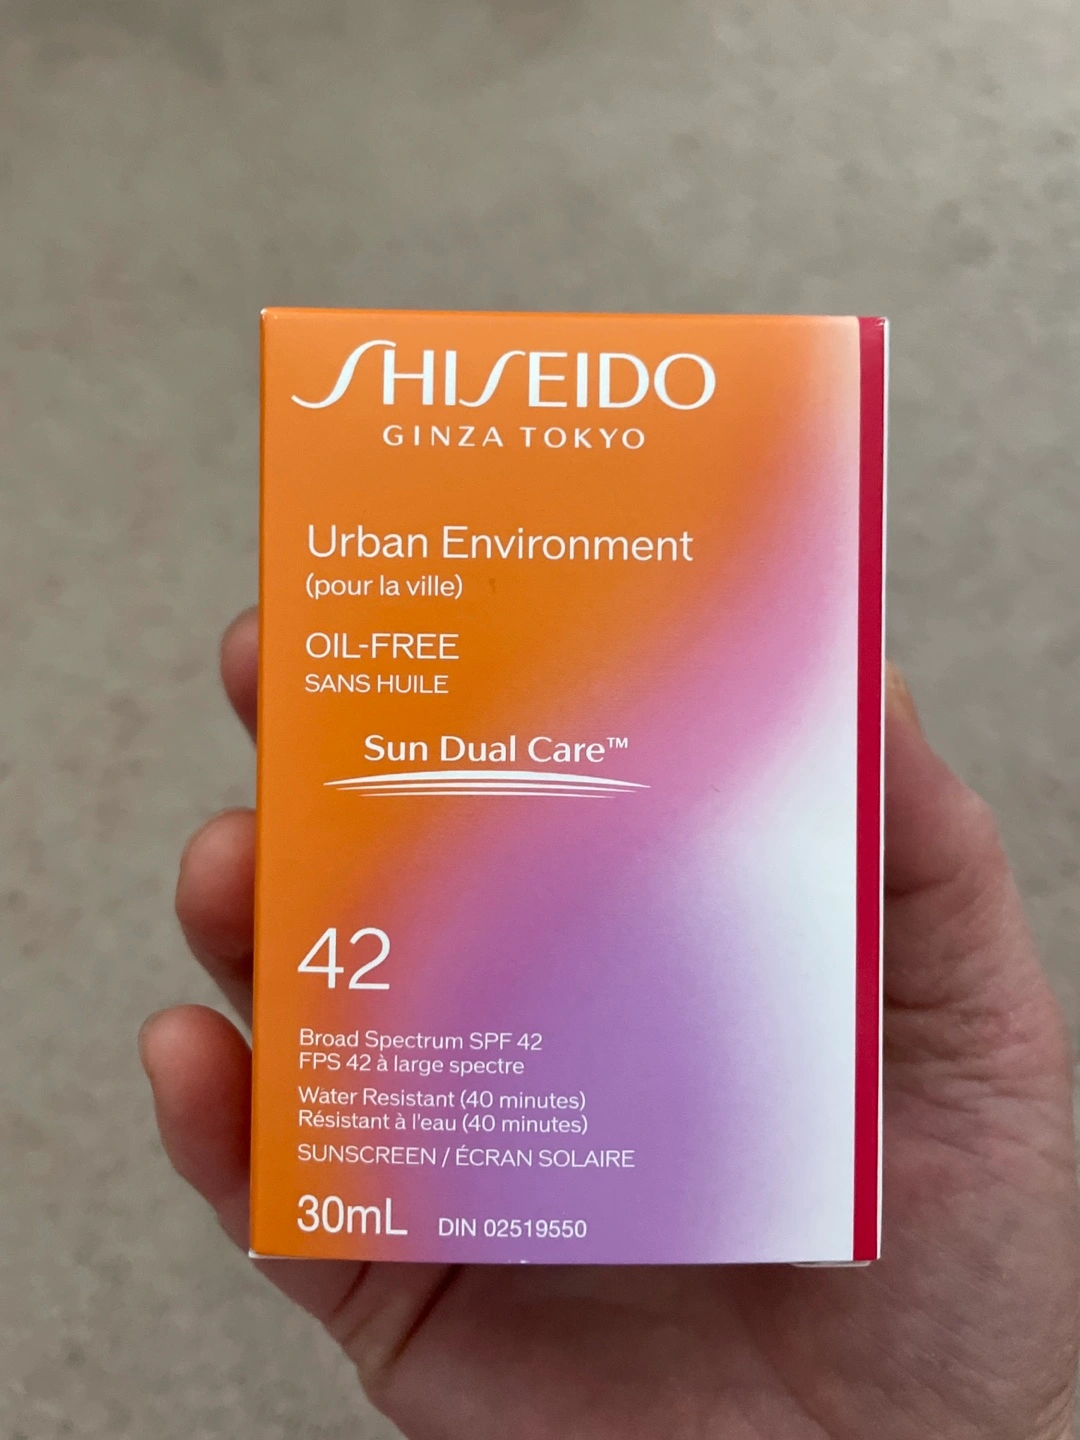 SHISEIDO
GINZA TOKYO
Urban Environment
(pour la ville)
OIL-FREE
SANS HUILE
Sun Dual Care™
42
Broad Spectrum SPF 42
FPS 42 à large spectre
Water Resistant (40 minutes)
Résistant à l'eau (40 minutes)
SUNSCREEN / ÉCRAN SOLAIRE
30mL DIN 02519550